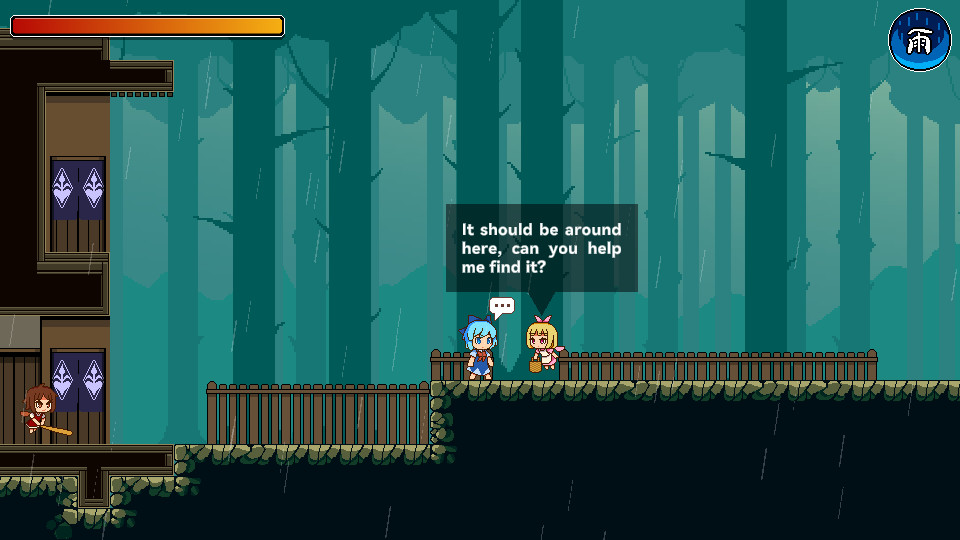 雨
It should be around
here, can you help
me find it?
...